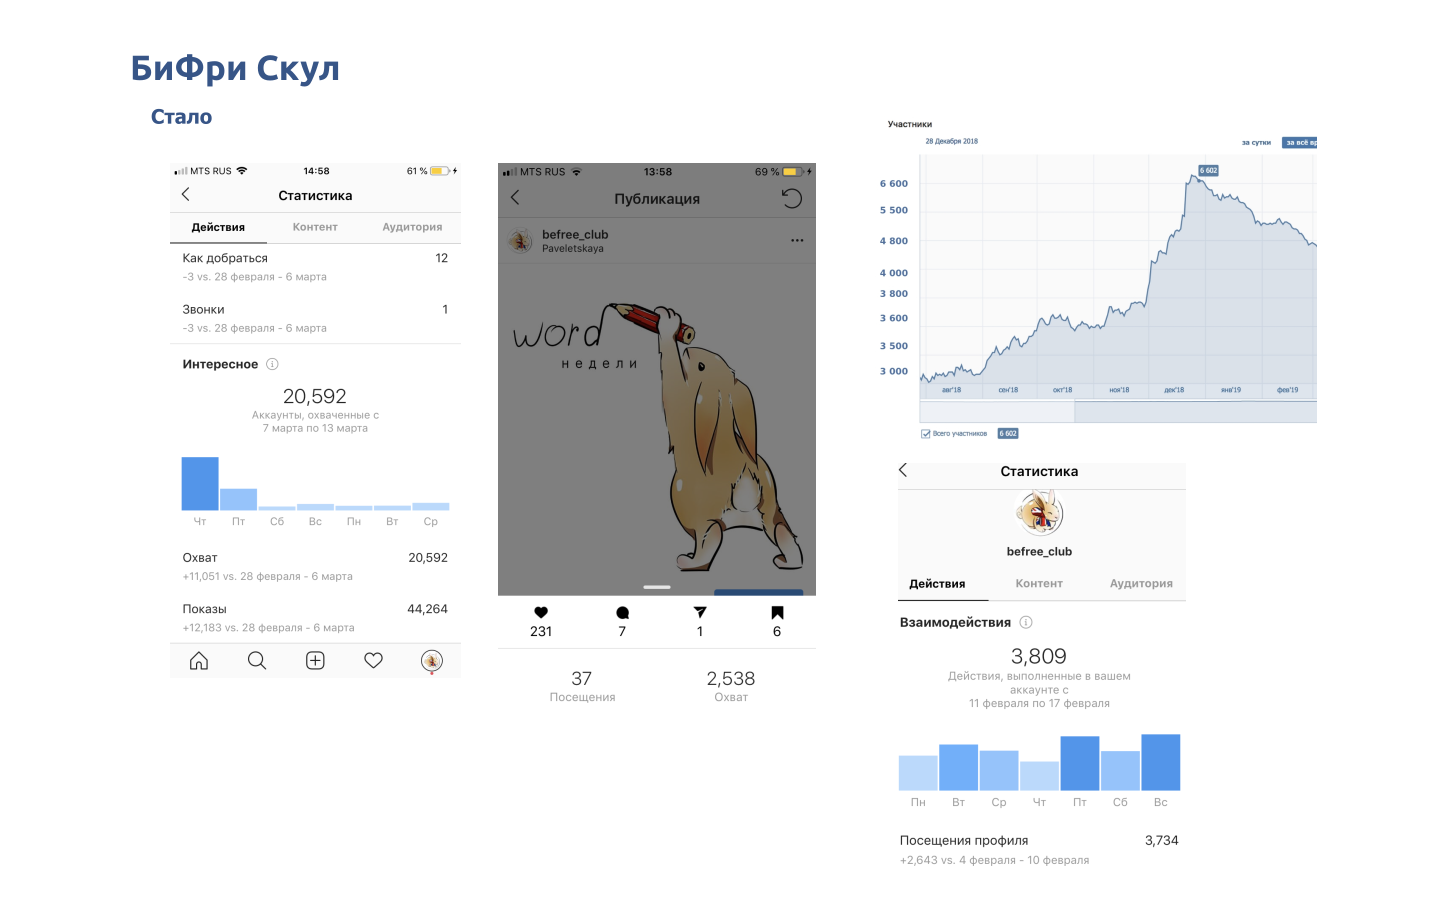 БиФри Скул
Стало
MTS RUS 14:58 61 %
Статистика
Действия Контент Аудитория
Как добраться 12
-3 vs. 28 февраля - 6 марта
Звонки 1
-3 vs. 28 февраля - 6 марта
Интересное
20,592
Аккаунты, охваченные с
7 марта по 13 марта
Чт Пт Сб Вс Пн Вт Ср
Охват 20,592
+11,051 vs. 28 февраля - 6 марта
Показы 44,264
+12,183 vs. 28 февраля - 6 марта
MTS RUS 13:58 69 %
Публикация
befree_club
Paveletskaya
word
недели
231 7 1 6
37 2,538
Посещения Охват
Участники
28 Декабря 2018 за сутки за всё вр
6 602
6 600
5 500
4 800
4 000
3 800
3 600
3 500
3 000
авг'18 сен'18 окт'18 ноя'18 дек'18 янв'19 фев'19
Всего участников 6 602
Статистика
befree_club
Действия Контент Аудитория
Взаимодействия
3,809
Действия, выполненные в вашем
аккаунте с
11 февраля по 17 февраля
Пн Вт Ср Чт Пт Сб Вс
Посещения профиля 3,734
+2,643 vs. 4 февраля - 10 февраля